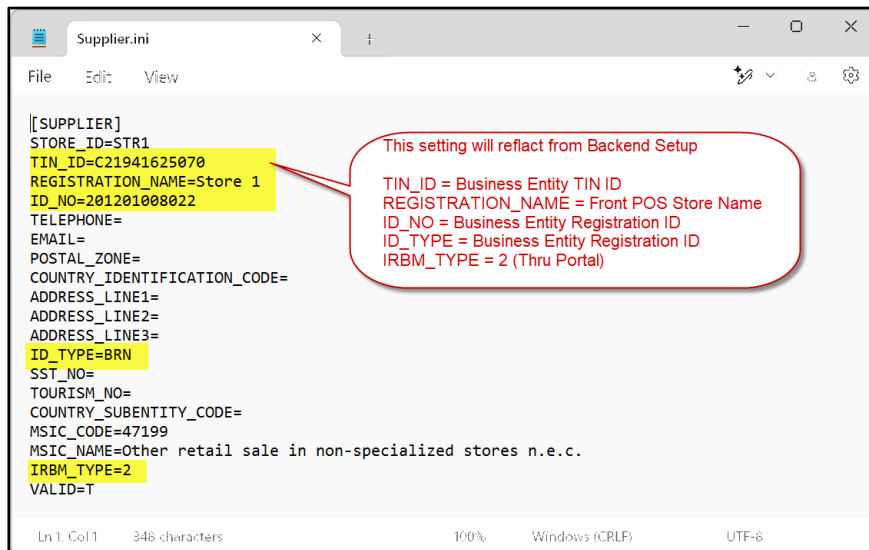 Supplier.ini
File Edit View
[SUPPLIER]
STORE_ID=STR1
TIN_ID=C21941625070
REGISTRATION_NAME=Store 1
ID_NO=201201008022
TELEPHONE=
EMAIL=
POSTAL_ZONE=
COUNTRY_IDENTIFICATION_CODE=
ADDRESS_LINE1=
ADDRESS_LINE2=
ADDRESS_LINE3=
ID_TYPE=BRN
SST_NO=
TOURISM_NO=
COUNTRY_SUBENTITY_CODE=
MSIC_CODE=47199
MSIC_NAME=Other retail sale in non-specialized stores n.e.c.
IRBM_TYPE=2
VALID=T
This setting will reflact from Backend Setup
TIN_ID = Business Entity TIN ID
REGISTRATION_NAME = Front POS Store Name
ID_NO = Business Entity Registration ID
ID_TYPE = Business Entity Registration ID
IRBM_TYPE = 2 (Thru Portal)
Ln 1, Col 1 348 characters 100% Windows (CRLF) UTF-8